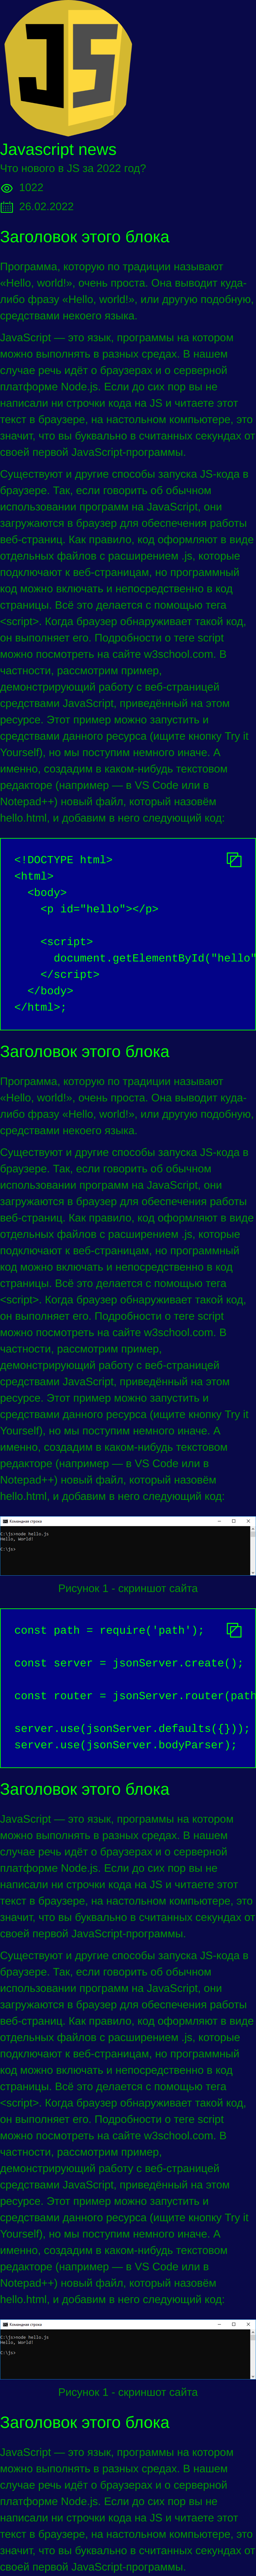 JS
Javascript news
Что нового в JS за 2022 год?
1022
26.02.2022
Заголовок этого блока
Программа, которую по традиции называют
«Hello, world!», очень проста. Она выводит куда-
либо фразу «Hello, world!», или другую подобную,
средствами некоего языка.
JavaScript — это язык, программы на котором
можно выполнять в разных средах. В нашем
случае речь идёт о браузерах и о серверной
платформе Node.js. Если до сих пор вы не
написали ни строчки кода на JS и читаете этот
текст в браузере, на настольном компьютере, это
значит, что вы буквально в считанных секундах от
своей первой JavaScript-программы.
Существуют и другие способы запуска JS-кода в
браузере. Так, если говорить об обычном
использовании программ на JavaScript, они
загружаются в браузер для обеспечения работы
веб-страниц. Как правило, код оформляют в виде
отдельных файлов с расширением .js, которые
подключают к веб-страницам, но программный
код можно включать и непосредственно в код
страницы. Всё это делается с помощью тега
<script>. Когда браузер обнаруживает такой код,
он выполняет его. Подробности о теге script
можно посмотреть на сайте w3school.com. В
частности, рассмотрим пример,
демонстрирующий работу с веб-страницей
средствами JavaScript, приведённый на этом
ресурсе. Этот пример можно запустить и
средствами данного ресурса (ищите кнопку Try it
Yourself), но мы поступим немного иначе. А
именно, создадим в каком-нибудь текстовом
редакторе (например — в VS Code или в
Notepad++) новый файл, который назовём
hello.html, и добавим в него следующий код:
<!DOCTYPE html>
<html>
<body>
<p id="hello"></p>
<script>
document.getElementById("hello"
</script>
</body>
</html>;
Заголовок этого блока
Программа, которую по традиции называют
«Hello, world!», очень проста. Она выводит куда-
либо фразу «Hello, world!», или другую подобную,
средствами некоего языка.
Существуют и другие способы запуска JS-кода в
браузере. Так, если говорить об обычном
использовании программ на JavaScript, они
загружаются в браузер для обеспечения работы
веб-страниц. Как правило, код оформляют в виде
отдельных файлов с расширением .js, которые
подключают к веб-страницам, но программный
код можно включать и непосредственно в код
страницы. Всё это делается с помощью тега
<script>. Когда браузер обнаруживает такой код,
он выполняет его. Подробности о теге script
можно посмотреть на сайте w3school.com. В
частности, рассмотрим пример,
демонстрирующий работу с веб-страницей
средствами JavaScript, приведённый на этом
ресурсе. Этот пример можно запустить и
средствами данного ресурса (ищите кнопку Try it
Yourself), но мы поступим немного иначе. А
именно, создадим в каком-нибудь текстовом
редакторе (например — в VS Code или в
Notepad++) новый файл, который назовём
hello.html, и добавим в него следующий код:
Командная строка
C:\js>node hello.js
Hello, World!
C:\js>
Рисунок 1 - скриншот сайта
const path = require('path');
const server = jsonServer.create();
const router = jsonServer.router(path
server.use(jsonServer.defaults({}));
server.use(jsonServer.bodyParser);
Заголовок этого блока
JavaScript — это язык, программы на котором
можно выполнять в разных средах. В нашем
случае речь идёт о браузерах и о серверной
платформе Node.js. Если до сих пор вы не
написали ни строчки кода на JS и читаете этот
текст в браузере, на настольном компьютере, это
значит, что вы буквально в считанных секундах от
своей первой JavaScript-программы.
Существуют и другие способы запуска JS-кода в
браузере. Так, если говорить об обычном
использовании программ на JavaScript, они
загружаются в браузер для обеспечения работы
веб-страниц. Как правило, код оформляют в виде
отдельных файлов с расширением .js, которые
подключают к веб-страницам, но программный
код можно включать и непосредственно в код
страницы. Всё это делается с помощью тега
<script>. Когда браузер обнаруживает такой код,
он выполняет его. Подробности о теге script
можно посмотреть на сайте w3school.com. В
частности, рассмотрим пример,
демонстрирующий работу с веб-страницей
средствами JavaScript, приведённый на этом
ресурсе. Этот пример можно запустить и
средствами данного ресурса (ищите кнопку Try it
Yourself), но мы поступим немного иначе. А
именно, создадим в каком-нибудь текстовом
редакторе (например — в VS Code или в
Notepad++) новый файл, который назовём
hello.html, и добавим в него следующий код:
Командная строка
C:\js>node hello.js
Hello, World!
C:\js>
Рисунок 1 - скриншот сайта
Заголовок этого блока
JavaScript — это язык, программы на котором
можно выполнять в разных средах. В нашем
случае речь идёт о браузерах и о серверной
платформе Node.js. Если до сих пор вы не
написали ни строчки кода на JS и читаете этот
текст в браузере, на настольном компьютере, это
значит, что вы буквально в считанных секундах от
своей первой JavaScript-программы.